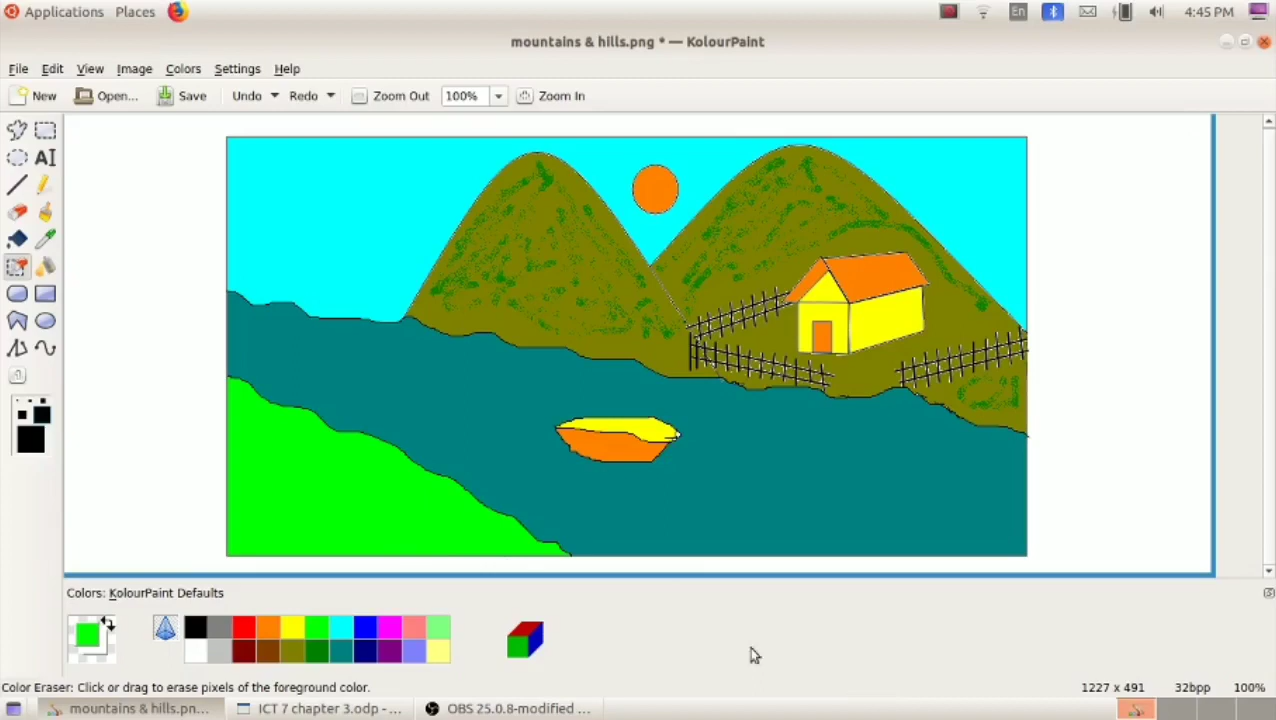 Applications Places En 4:45 PM
mountains & hills.png * — KolourPaint
File Edit View Image Colors Settings Help
New Open... Save Undo Redo Zoom Out 100% Zoom In
AI
Colors: KolourPaint Defaults
Color Eraser: Click or drag to erase pixels of the foreground color. 1227 x 491 32bpp 100%
mountains & hills.pn... ICT 7 chapter 3.odp - ... OBS 25.0.8-modified ...